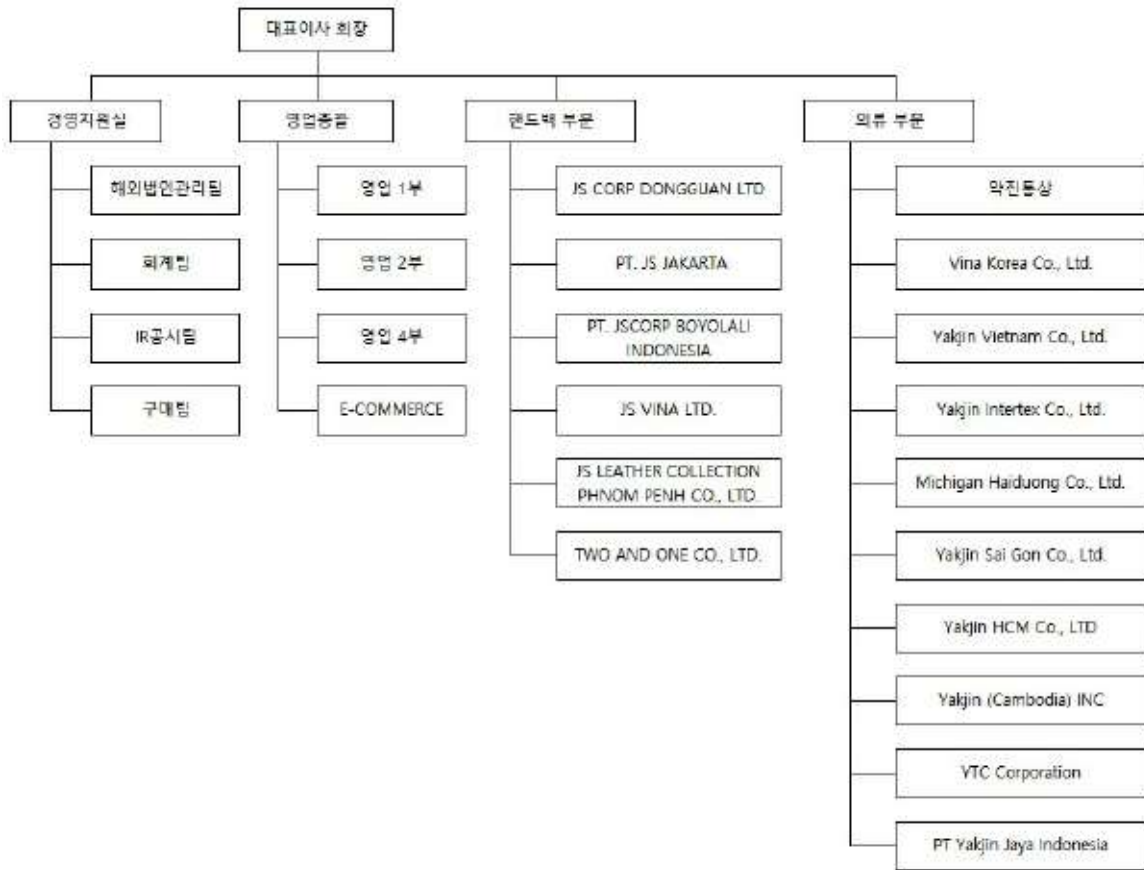 대표이사 회장
경영지원실
영업총괄
핸드백 부문
의류 부문
해외법인관리팀
회계팀
IR공시팀
구매팀
영업 1부
영업 2부
영업 4부
E-COMMERCE
JS CORP DONGGUAN LTD
PT. JS JAKARTA
PT. JSCORP BOYOLALI
INDONESIA
JS VINA LTD.
JS LEATHER COLLECTION
PHNOM PENH CO., LTD.
TWO AND ONE CO., LTD.
약진통상
Vina Korea Co., Ltd.
Yakjin Vietnam Co., Ltd.
Yakjin Intertex Co., Ltd.
Michigan Haiduong Co., Ltd.
Yakjin Sai Gon Co., Ltd.
Yakjin HCM Co., LTD
Yakjin (Cambodia) INC
YTC Corporation
PT Yakjin Jaya Indonesia